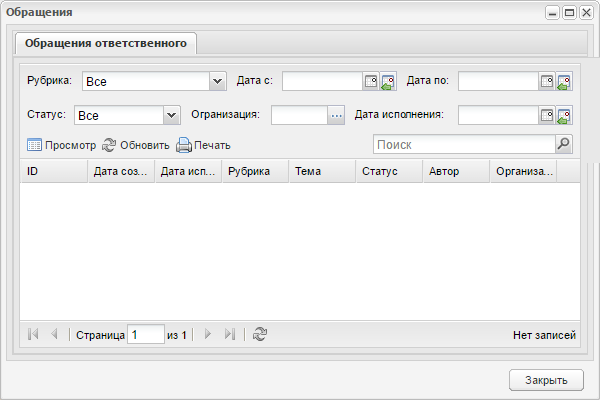 Обращения
Обращения ответственного
Рубрика: Все Дата с: Дата по:
Статус: Все Огранизация: ... Дата исполнения:
Просмотр Обновить Печать Поиск
ID Дата соз... Дата исп... Рубрика Тема Статус Автор Организа...
Страница 1 из 1 Нет записей
Закрыть